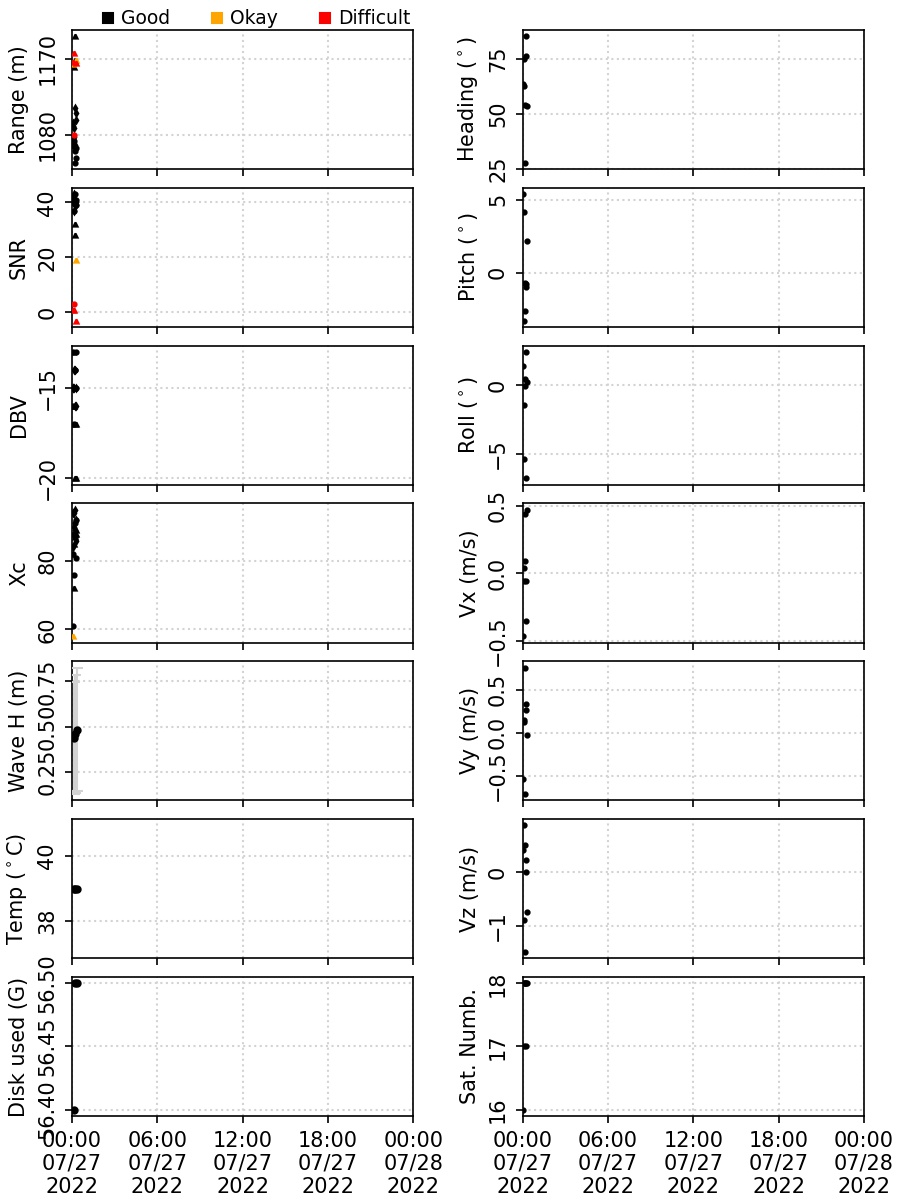 Good Okay Difficult
Range (m)
1170
1080
Heading (°)
75
50
25
SNR
40
20
0
Pitch (°)
5
0
DBV
−15
−20
Roll (°)
0
−5
Xc
80
60
Vx (m/s)
0.5
0.0
−0.5
Wave H (m)
0.75
0.50
0.25
Vy (m/s)
0.5
0.0
−0.5
Temp (°C)
40
38
Vz (m/s)
0
−1
Disk used (G)
56.50
56.45
56.40
Sat. Numb.
18
17
16
00:00 06:00 12:00 18:00 00:00
07/27 07/27 07/27 07/27 07/28
2022 2022 2022 2022 2022
00:00 06:00 12:00 18:00 00:00
07/27 07/27 07/27 07/27 07/28
2022 2022 2022 2022 2022